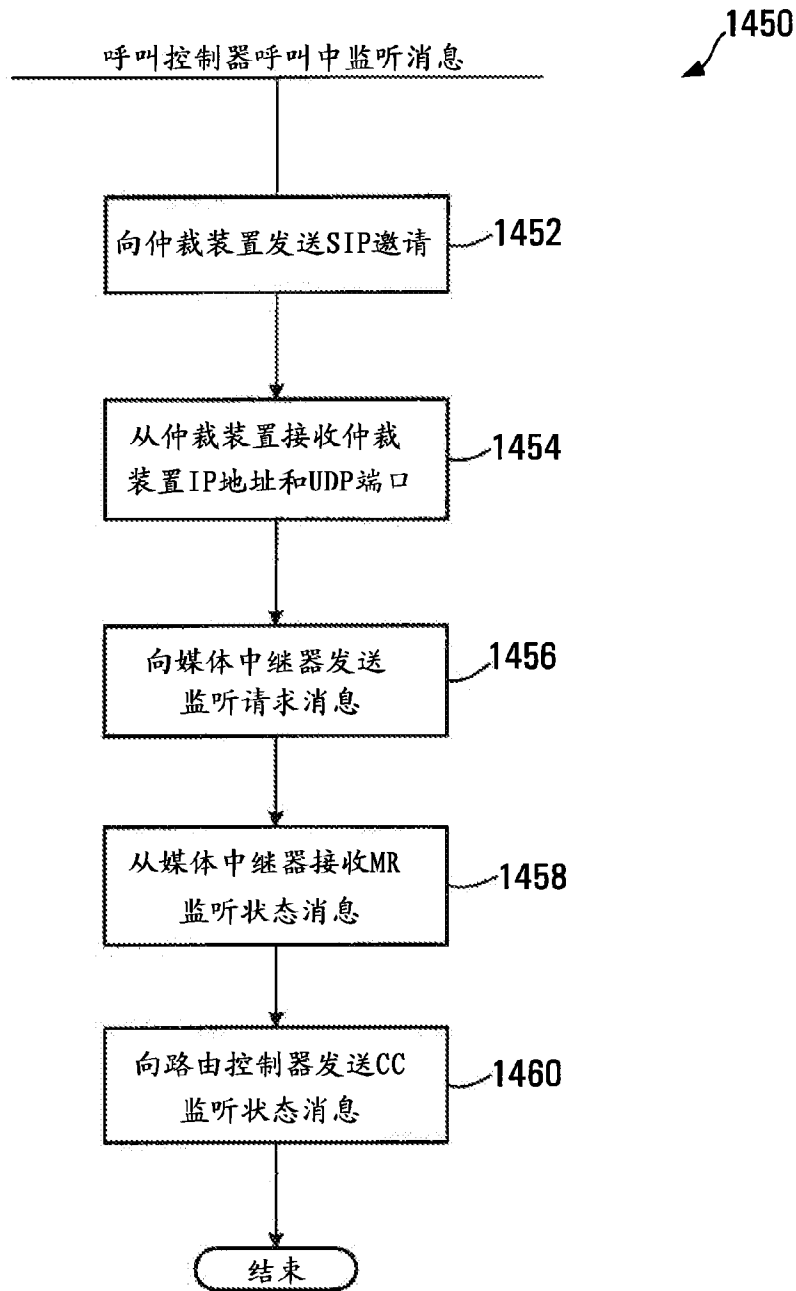 1450
呼叫控制器呼叫中监听消息
向仲裁装置发送SIP邀请
1452
从仲裁装置接收仲裁
装置IP地址和UDP端口
1454
向媒体中继器发送
监听请求消息
1456
从媒体中继器接收MR
监听状态消息
1458
向路由控制器发送CC
监听状态消息
1460
结束